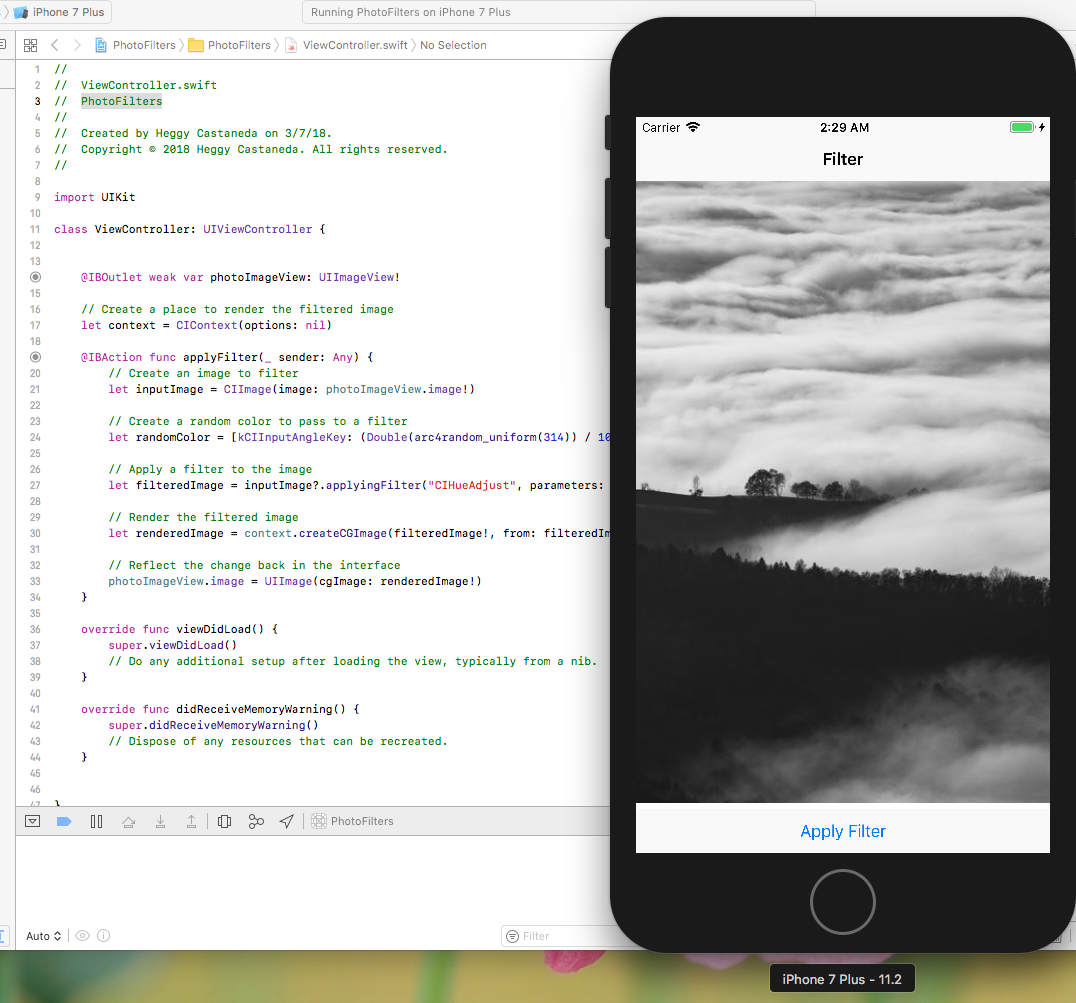 iPhone 7 Plus
Running PhotoFilters on iPhone 7 Plus
PhotoFilters PhotoFilters ViewController.swift No Selection
1 //
2 //  ViewController.swift
3 //  PhotoFilters
4 //
5 //  Created by Heggy Castaneda on 3/7/18.
6 //  Copyright © 2018 Heggy Castaneda. All rights reserved.
7 //
8
9 import UIKit
10
11 class ViewController: UIViewController {
12
13
@IBOutlet weak var photoImageView: UIImageView!
15
16 // Create a place to render the filtered image
17 let context = CIContext(options: nil)
18
@IBAction func applyFilter(_ sender: Any) {
20 // Create an image to filter
21 let inputImage = CIImage(image: photoImageView.image!)
22
23 // Create a random color to pass to a filter
24 let randomColor = [kCIInputAngleKey: (Double(arc4random_uniform(314)) / 10
25
26 // Apply a filter to the image
27 let filteredImage = inputImage?.applyingFilter("CIHueAdjust", parameters:
28
29 // Render the filtered image
30 let renderedImage = context.createCGImage(filteredImage!, from: filteredIm
31
32 // Reflect the change back in the interface
33 photoImageView.image = UIImage(cgImage: renderedImage!)
34 }
35
36 override func viewDidLoad() {
37 super.viewDidLoad()
38 // Do any additional setup after loading the view, typically from a nib.
39 }
40
41 override func didReceiveMemoryWarning() {
42 super.didReceiveMemoryWarning()
43 // Dispose of any resources that can be recreated.
44 }
45
46
47 }
PhotoFilters
Auto
Filter
Carrier 2:29 AM
Filter
Apply Filter
iPhone 7 Plus - 11.2